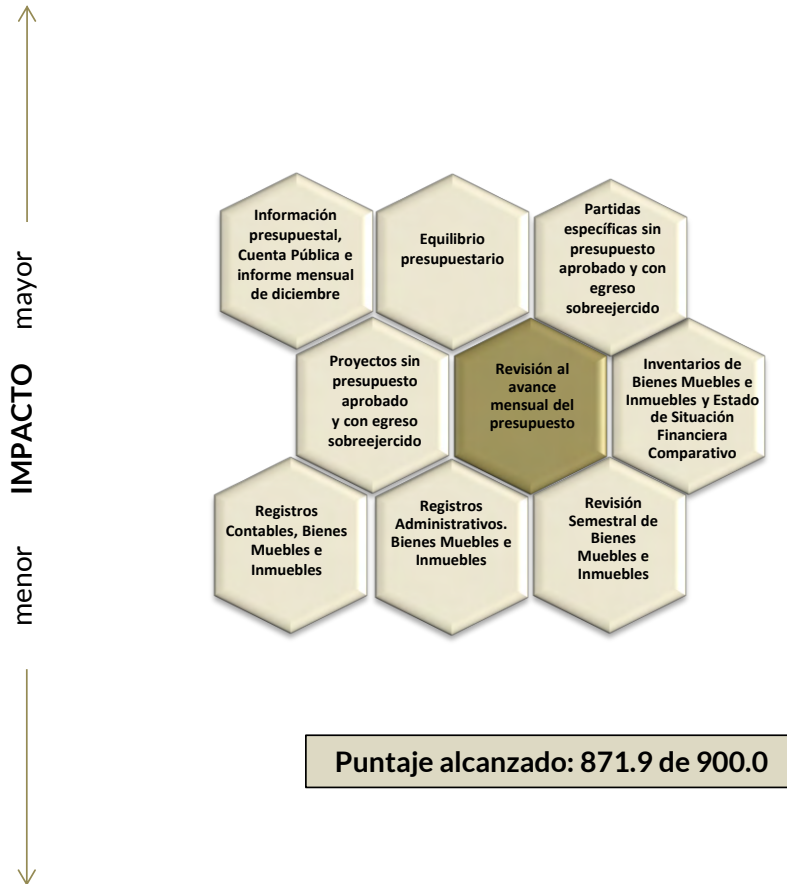 mayor
IMPACTO
menor
Información
presupuestal,
Cuenta Pública e
informe mensual
de diciembre
Equilibrio
presupuestario
Partidas
específicas sin
presupuesto
aprobado y con
egreso
sobreejercido
Proyectos sin
presupuesto
aprobado
y con egreso
sobreejercido
Revisión al
avance
mensual del
presupuesto
Inventarios de
Bienes Muebles e
Inmuebles y Estado
de Situación
Financiera
Comparativo
Registros
Contables, Bienes
Muebles e
Inmuebles
Registros
Administrativos.
Bienes Muebles e
Inmuebles
Revisión
Semestral de
Bienes
Muebles e
Inmuebles
Puntaje alcanzado: 871.9 de 900.0